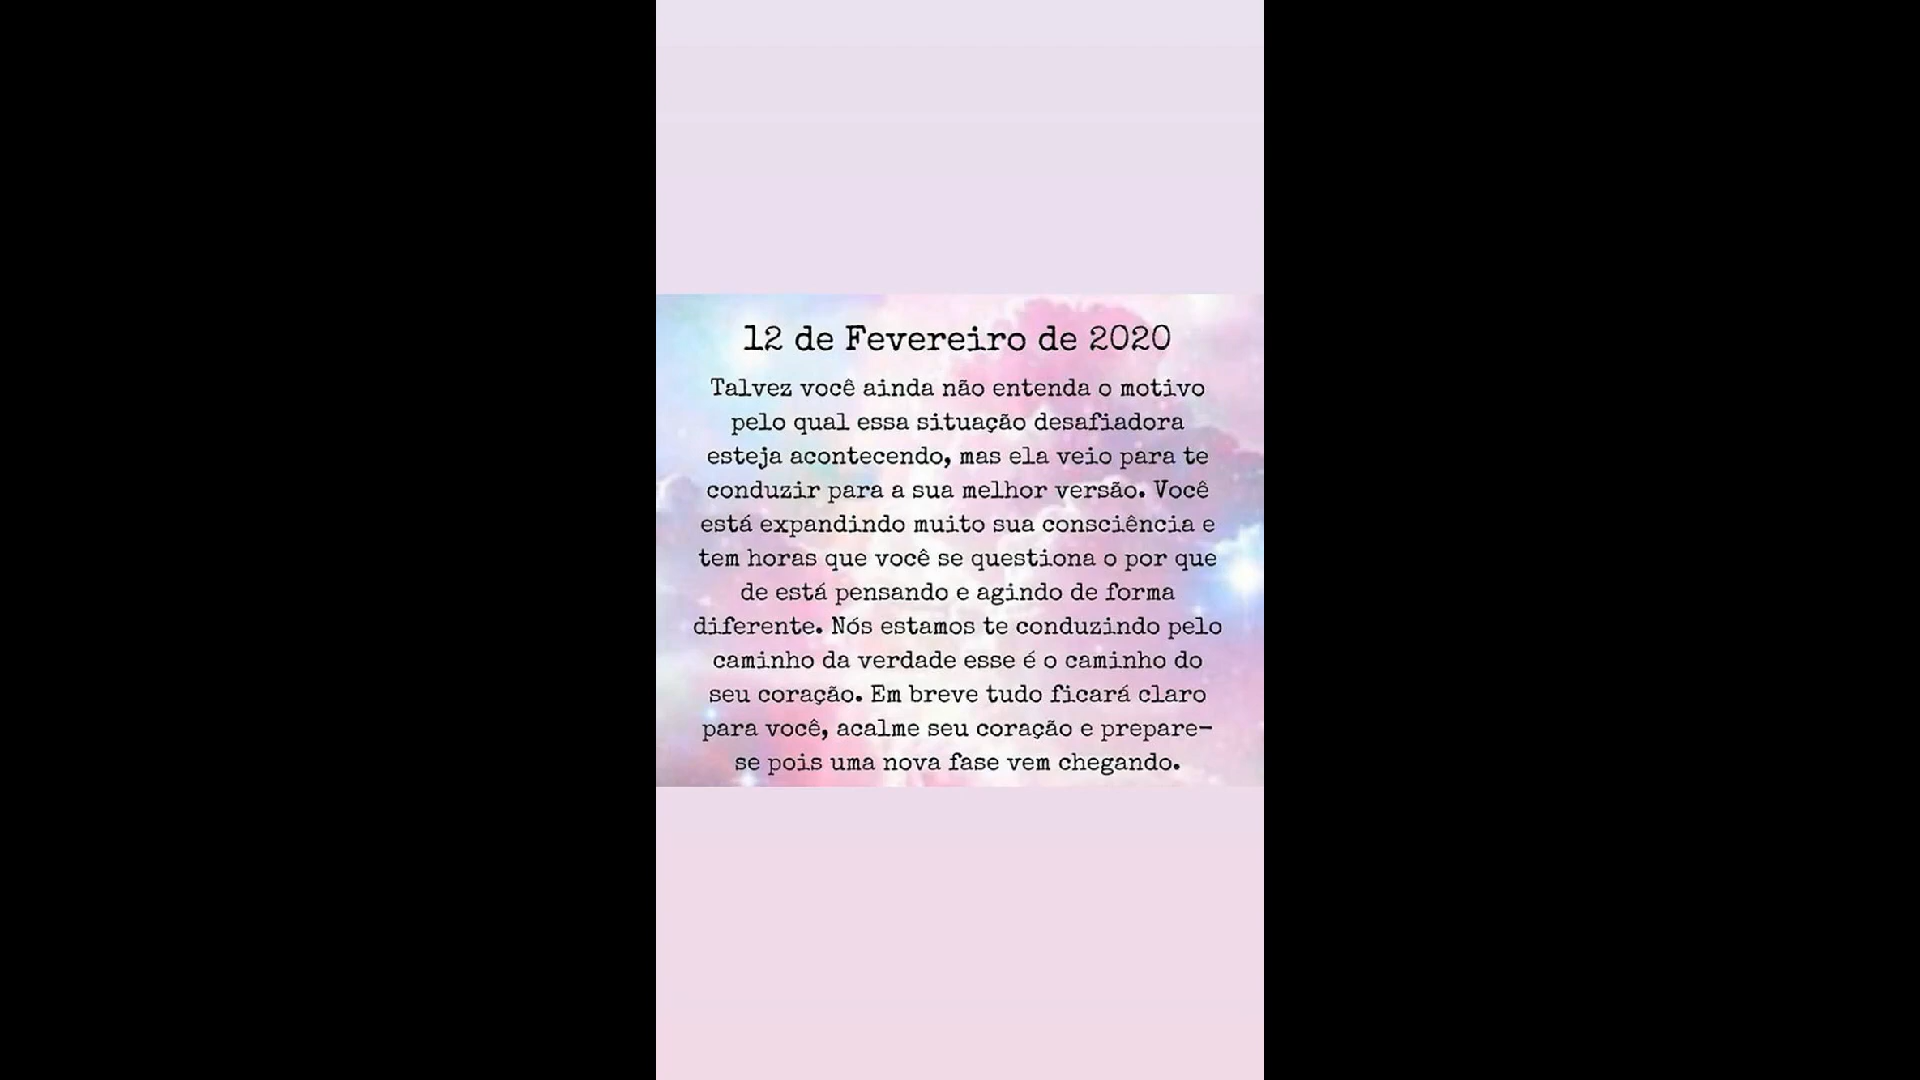 12 de Fevereiro de 2020
Talvez você ainda não entenda o motivo
pelo qual essa situação desafiadora
esteja acontecendo, mas ela veio para te
conduzir para a sua melhor versão. Você
está expandindo muito sua consciência e
tem horas que você se questiona o por que
de está pensando e agindo de forma
diferente. Nós estamos te conduzindo pelo
caminho da verdade esse é o caminho do
seu coração. Em breve tudo ficará claro
para você, acalme seu coração e prepare-
se pois uma nova fase vem chegando.